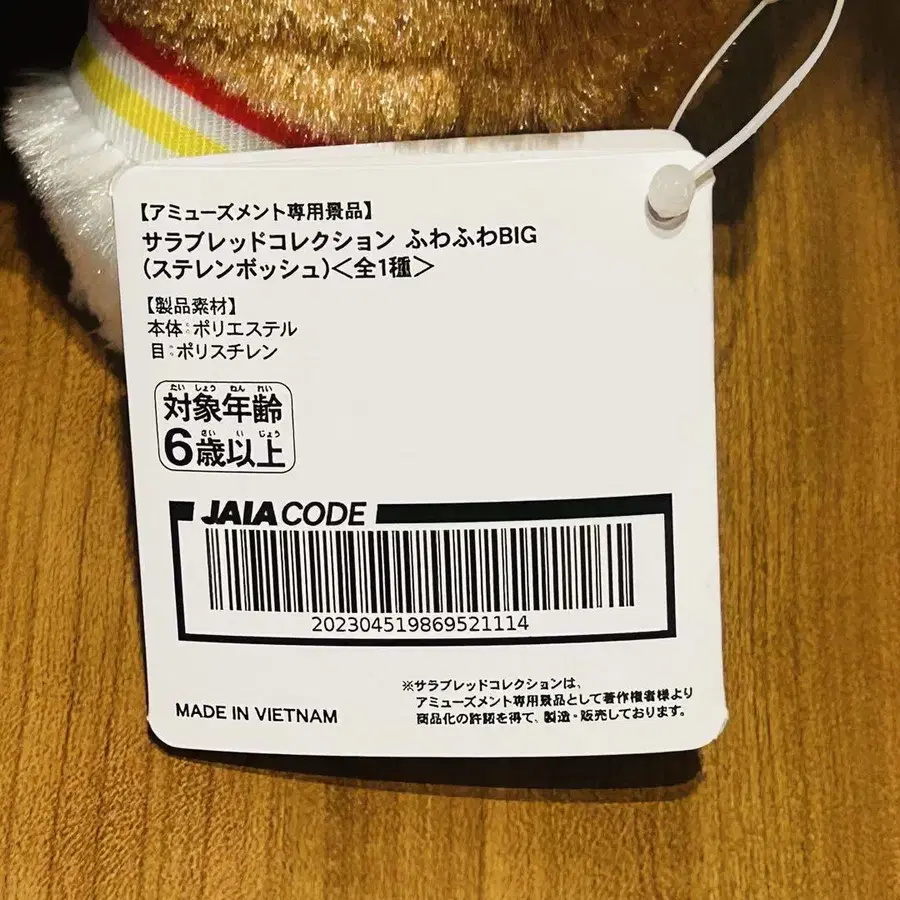 【アミューズメント専用景品】
サラブレッドコレクション ふわふわBIG
(ステレンボッシュ)<全1種>
【製品素材】
本体:ポリエステル
目:ポリスチレン
たい しょう ねん れい
対象年齢
さい い じょう
6歳以上
JAIA CODE
202304519869521114
MADE IN VIETNAM
※サラブレッドコレクションは、
アミューズメント専用景品として著作権者様より
商品化の許諾を得て、製造・販売しております。